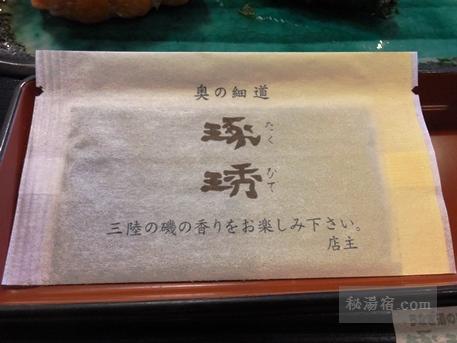 奥の細道
琢 たく
琇 ひで
三陸の磯の香りをお楽しみ下さい。
店主
秘湯宿.com